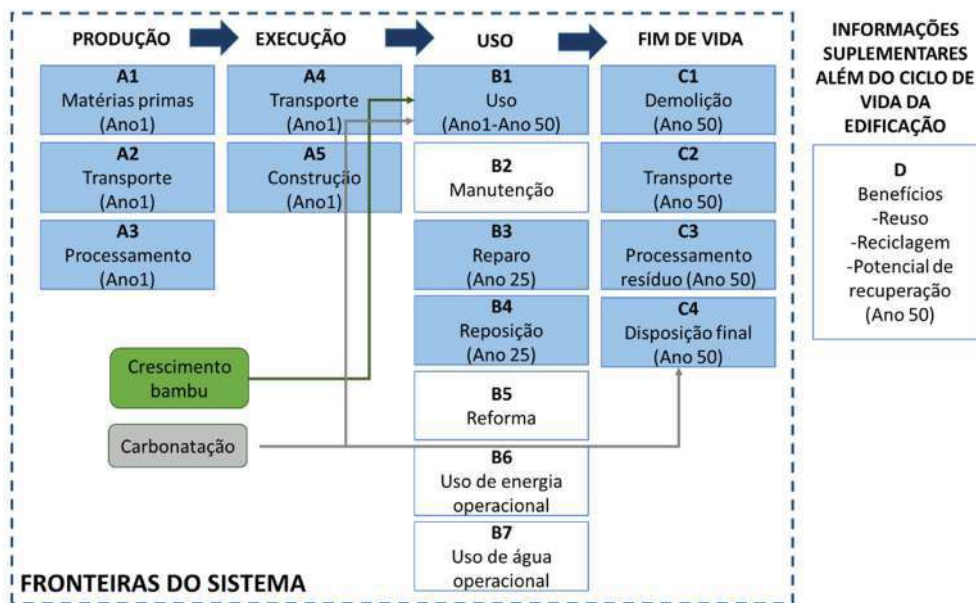 PRODUÇÃO
EXECUÇÃO
USO
FIM DE VIDA
A1
Matérias primas
(Ano1)
A2
Transporte
(Ano1)
A3
Processamento
(Ano1)
A4
Transporte
(Ano1)
A5
Construção
(Ano1)
B1
Uso
(Ano1-Ano 50)
B2
Manutenção
B3
Reparo
(Ano 25)
B4
Reposição
(Ano 25)
B5
Reforma
B6
Uso de energia
operacional
B7
Uso de água
operacional
C1
Demolição
(Ano 50)
C2
Transporte
(Ano 50)
C3
Processamento
resíduo (Ano 50)
C4
Disposição final
(Ano 50)
Crescimento
bambu
Carbonatação
FRONTEIRAS DO SISTEMA
INFORMAÇÕES
SUPLEMENTARES
ALÉM DO CICLO DE
VIDA DA
EDIFICAÇÃO
D
Benefícios
-Reuso
-Reciclagem
-Potencial de
recuperação
(Ano 50)